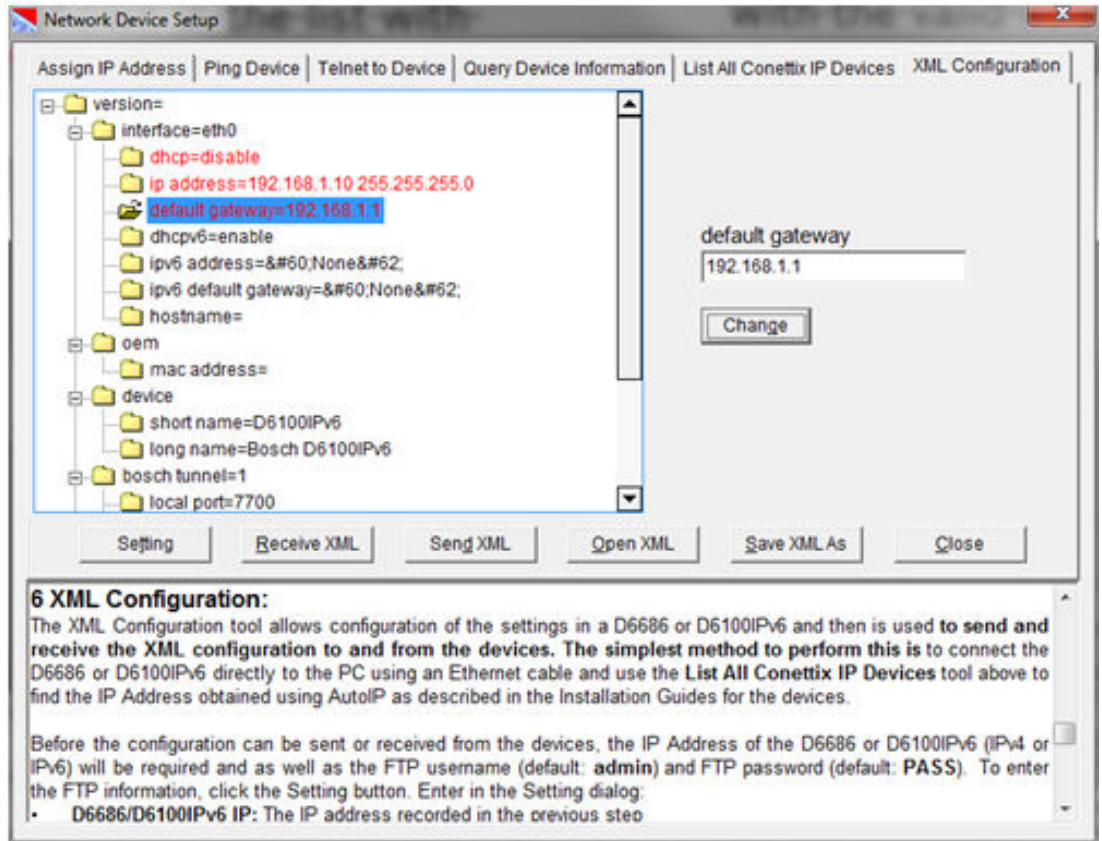 the list with
with the valid
Network Device Setup
Assign IP Address
Ping Device
Telnet to Device
Query Device Information
List All Conettix IP Devices
XML Configuration
version=
interface=eth0
dhcp=disable
ip address=192.168.1.10 255.255.255.0
default gateway=192.168.1.1
dhcpv6=enable
ipv6 address=&#60;None&#62;
ipv6 default gateway=&#60;None&#62;
hostname=
oem
mac address=
device
short name=D6100IPv6
long name=Bosch D6100IPv6
bosch tunnel=1
local port=7700
default gateway
192.168.1.1
Change
Setting
Receive XML
Send XML
Open XML
Save XML As
Close
6 XML Configuration:
The XML Configuration tool allows configuration of the settings in a D6686 or D6100IPv6 and then is used to send and
receive the XML configuration to and from the devices. The simplest method to perform this is to connect the
D6686 or D6100IPv6 directly to the PC using an Ethernet cable and use the List All Conettix IP Devices tool above to
find the IP Address obtained using AutoIP as described in the Installation Guides for the devices.
Before the configuration can be sent or received from the devices, the IP Address of the D6686 or D6100IPv6 (IPv4 or
IPv6) will be required and as well as the FTP username (default: admin) and FTP password (default: PASS). To enter
the FTP information, click the Setting button. Enter in the Setting dialog:
• D6686/D6100IPv6 IP: The IP address recorded in the previous step